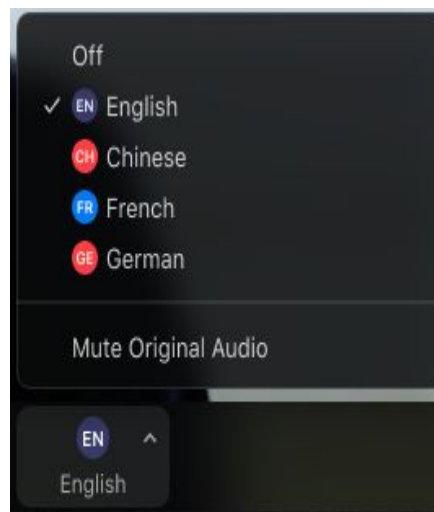 Off
EN English
CH Chinese
FR French
GE German
Mute Original Audio
EN
English